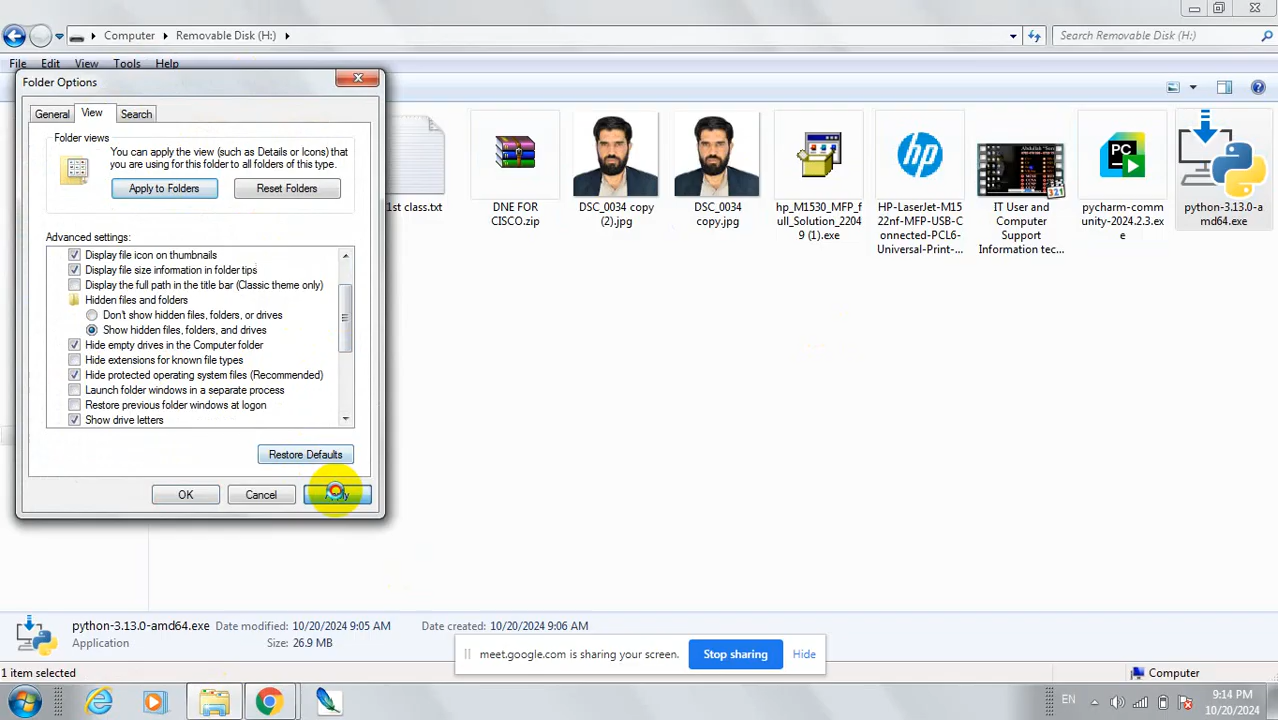 Computer
Removable Disk (H:)
Search Removable Disk (H:)
File
Edit
View
Tools
Help
Folder Options
General
View
Search
Folder views
You can apply the view (such as Details or Icons) that
you are using for this folder to all folders of this type.
Apply to Folders
Reset Folders
Advanced settings:
Display file icon on thumbnails
Display file size information in folder tips
Display the full path in the title bar (Classic theme only)
Hidden files and folders
Don't show hidden files, folders, or drives
Show hidden files, folders, and drives
Hide empty drives in the Computer folder
Hide extensions for known file types
Hide protected operating system files (Recommended)
Launch folder windows in a separate process
Restore previous folder windows at logon
Show drive letters
Restore Defaults
OK
Cancel
Apply
1st class.txt
DNE FOR
CISCO.zip
DSC_0034 copy
(2).jpg
DSC_0034
copy.jpg
hp_M1530_MFP_f
ull_Solution_2204
9 (1).exe
HP-LaserJet-M15
22nf-MFP-USB-C
onnected-PCL6-
Universal-Print-...
IT User and
Computer
Support
Information tec...
PC
pycharm-comm
unity-2024.2.3.ex
e
python-3.13.0-a
md64.exe
python-3.13.0-amd64.exe
Application
Date modified: 10/20/2024 9:05 AM
Size: 26.9 MB
Date created: 10/20/2024 9:06 AM
meet.google.com is sharing your screen.
Stop sharing
Hide
1 item selected
Computer
EN
9:14 PM
10/20/2024